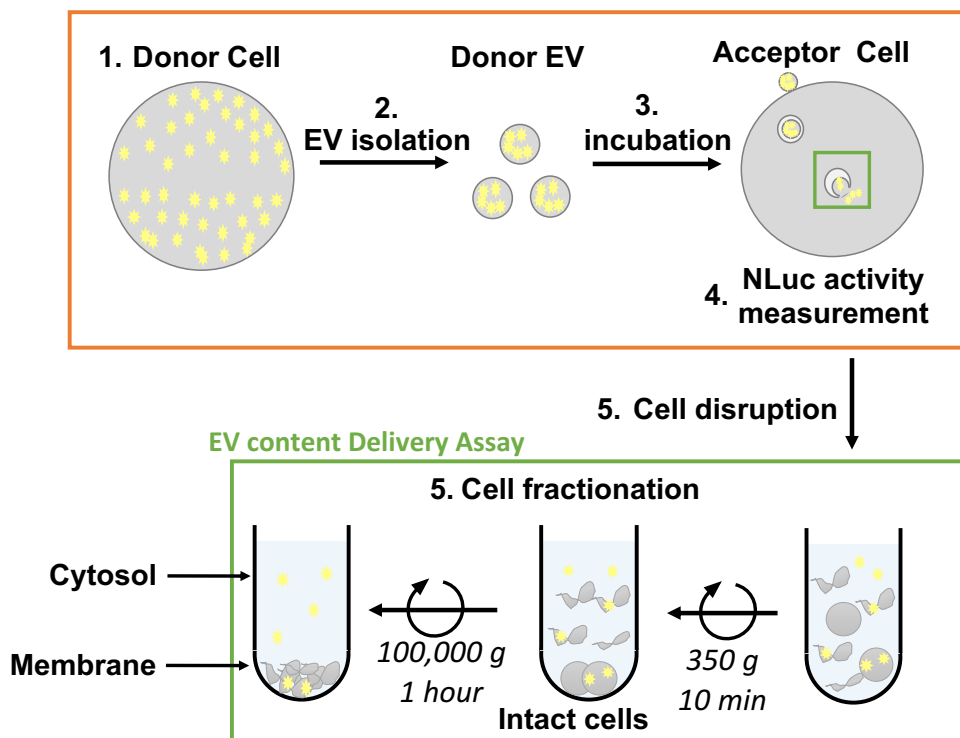 1. Donor Cell
Donor EV
Acceptor Cell
2.
EV isolation
3.
incubation
4. NLuc activity
measurement
5. Cell disruption
EV content Delivery Assay
5. Cell fractionation
Cytosol
Membrane
100,000 g
1 hour
350 g
10 min
Intact cells